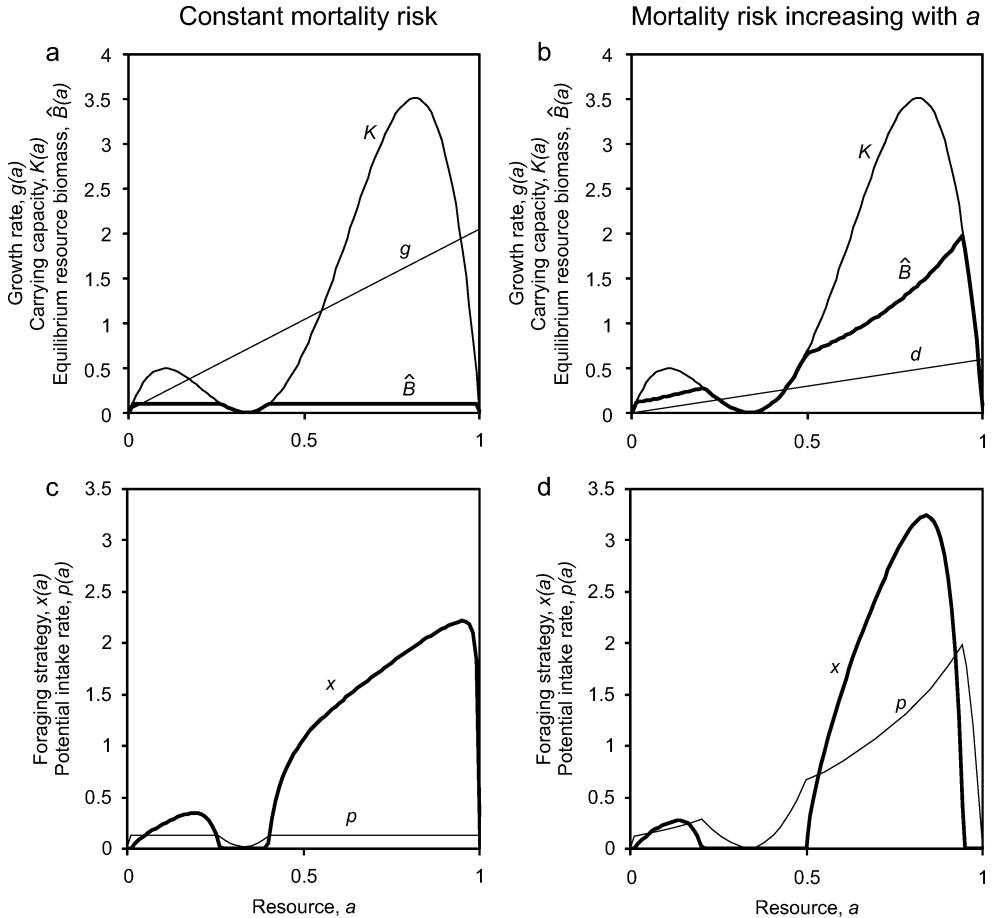 Constant mortality risk
Mortality risk increasing with a
a
Growth rate, g(a)
Carrying capacity, K(a)
Equilibrium resource biomass, B̂(a)
4
3.5
3
2.5
2
1.5
1
0.5
0
K
g
B̂
0 0.5 1
b
Growth rate, g(a)
Carrying capacity, K(a)
Equilibrium resource biomass, B̂(a)
4
3.5
3
2.5
2
1.5
1
0.5
0
K
B̂
d
0 0.5 1
c
Foraging strategy, x(a)
Potential intake rate, p(a)
3.5
3
2.5
2
1.5
1
0.5
0
x
p
0 0.5 1
Resource, a
d
Foraging strategy, x(a)
Potential intake rate, p(a)
3.5
3
2.5
2
1.5
1
0.5
0
x
p
0 0.5 1
Resource, a